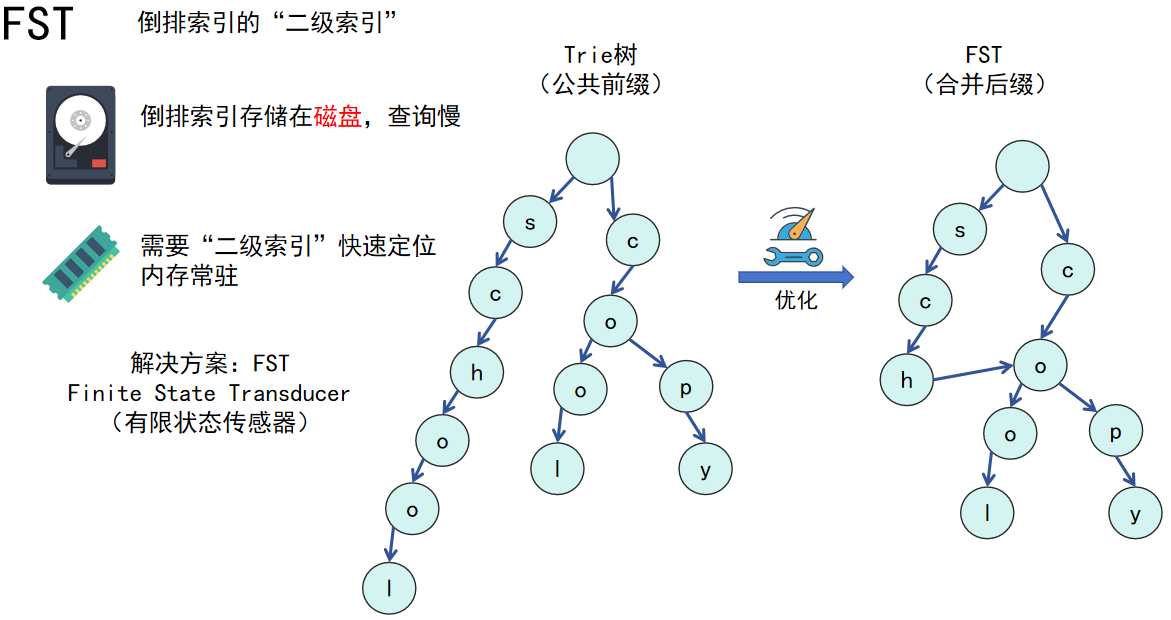 FST
倒排索引的“二级索引”
倒排索引存储在磁盘，查询慢
需要“二级索引”快速定位
内存常驻
解决方案：FST
Finite State Transducer
（有限状态传感器）
Trie树
（公共前缀）
s
c
c
o
h
o
p
o
l
y
o
l
优化
FST
（合并后缀）
s
c
c
h
o
o
p
l
y